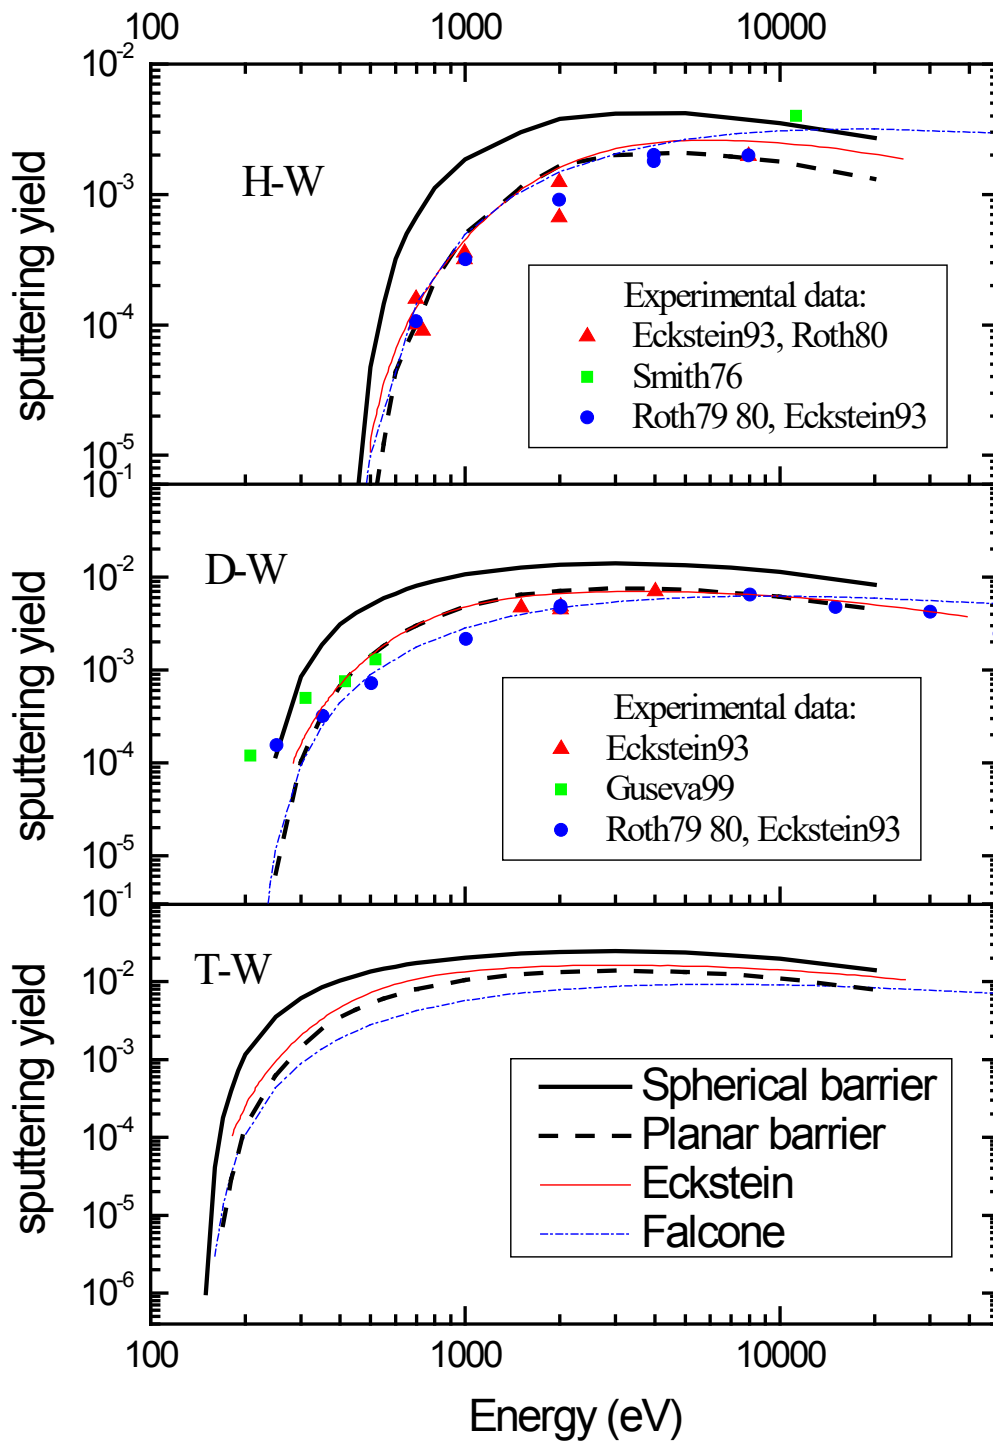 100 1000 10000
10^-2
10^-3
10^-4
10^-5
10^-1
sputtering yield
H-W
Experimental data:
Eckstein93, Roth80
Smith76
Roth79 80, Eckstein93
10^-2
10^-3
10^-4
10^-5
10^-1
sputtering yield
D-W
Experimental data:
Eckstein93
Guseva99
Roth79 80, Eckstein93
10^-2
10^-3
10^-4
10^-5
10^-6
sputtering yield
T-W
Spherical barrier
Planar barrier
Eckstein
Falcone
100 1000 10000
Energy (eV)